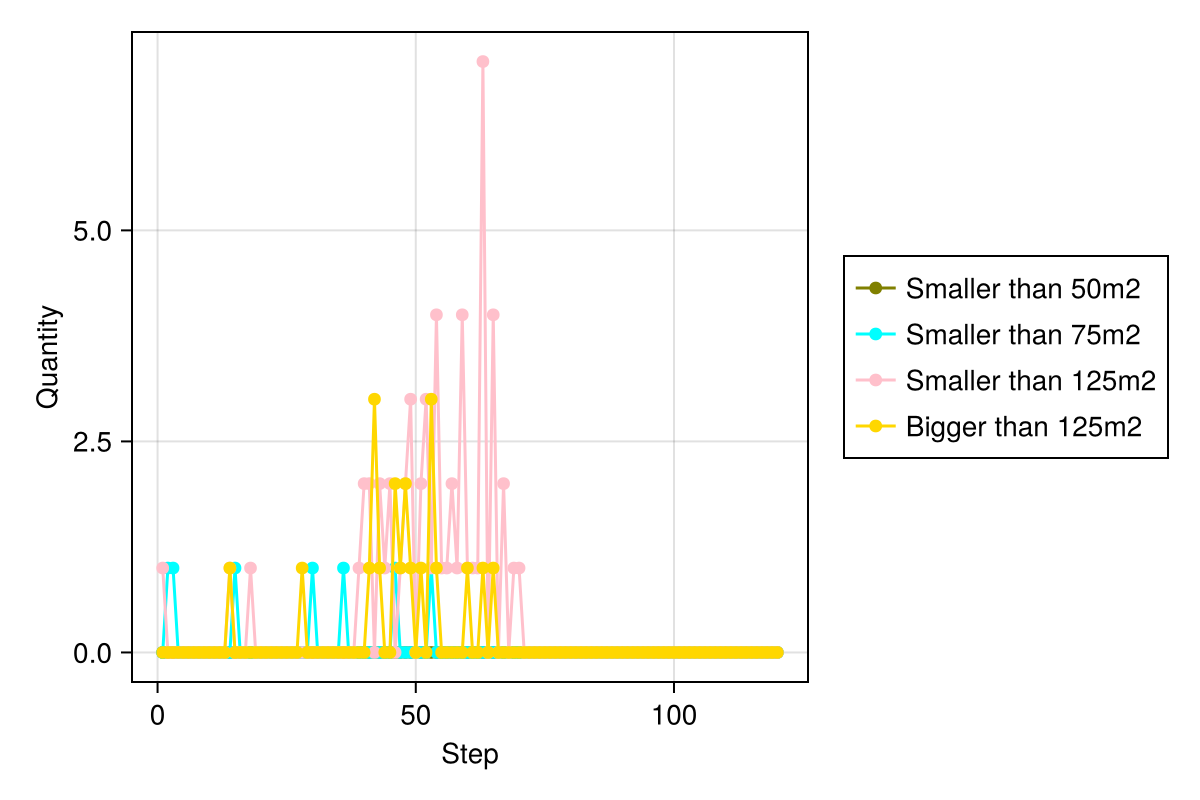 5.0
2.5
0.0
Quantity
0
50
100
Step
Smaller than 50m2
Smaller than 75m2
Smaller than 125m2
Bigger than 125m2